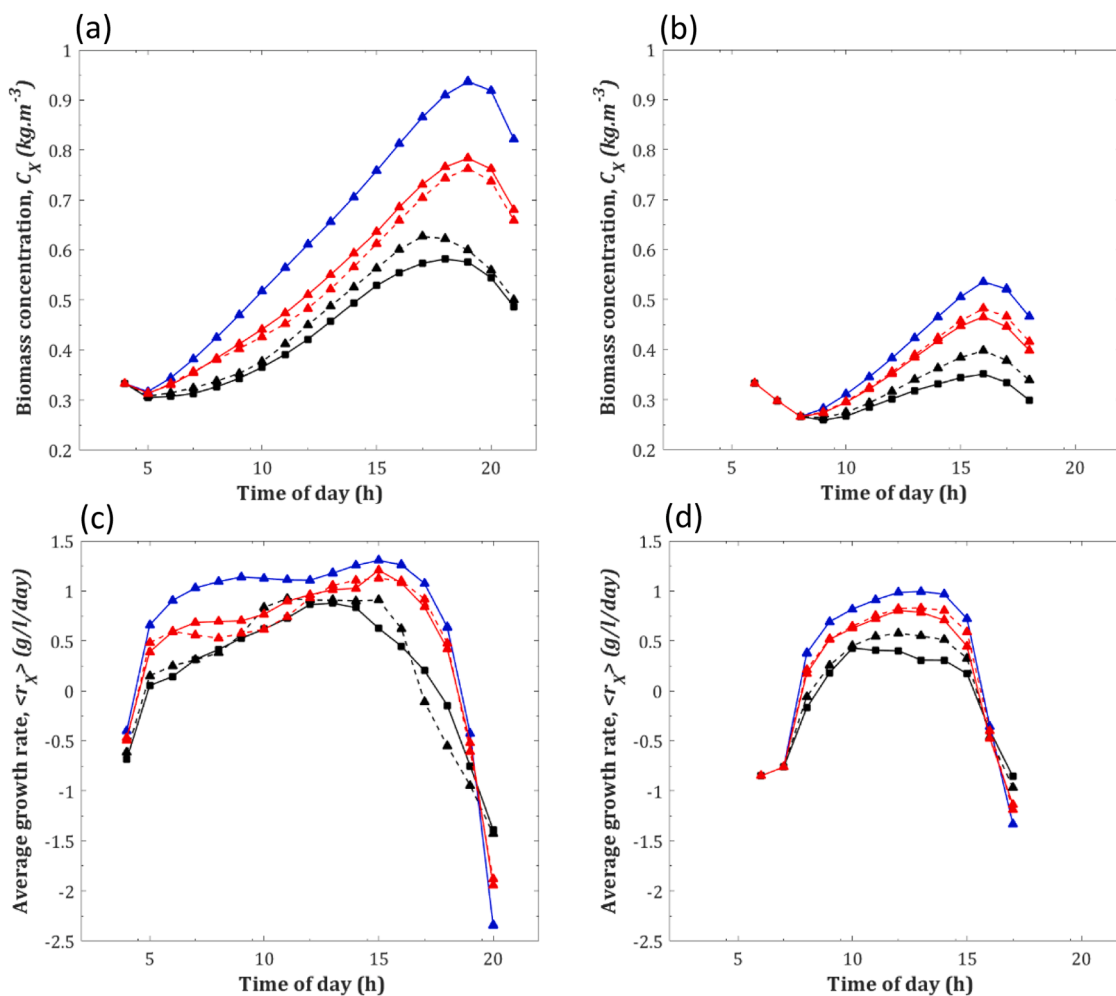 (a)
1
0.9
0.8
0.7
0.6
0.5
0.4
0.3
0.2
Biomass concentration, C_X (kg.m⁻³)
5 10 15 20
Time of day (h)
(b)
1
0.9
0.8
0.7
0.6
0.5
0.4
0.3
0.2
Biomass concentration, C_X (kg.m⁻³)
5 10 15 20
Time of day (h)
(c)
1.5
1
0.5
0
-0.5
-1
-1.5
-2
-2.5
Average growth rate, <r_X> (g/l/day)
5 10 15 20
Time of day (h)
(d)
1.5
1
0.5
0
-0.5
-1
-1.5
-2
-2.5
Average growth rate, <r_X> (g/l/day)
5 10 15 20
Time of day (h)